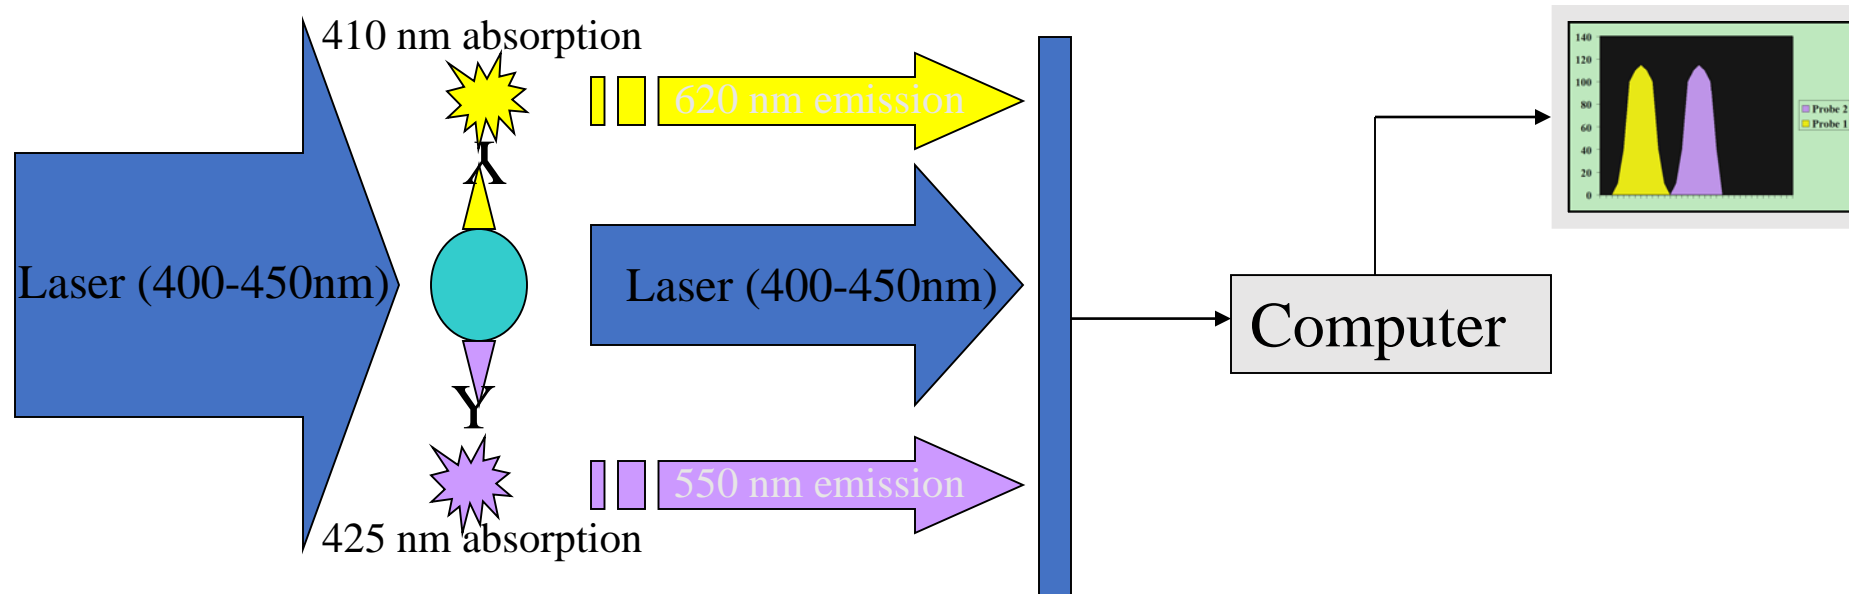 410 nm absorption
620 nm emission
X
Laser (400-450nm)
Laser (400-450nm)
Y
550 nm emission
425 nm absorption
Computer
140
120
100
80
60
40
20
0
Probe 2
Probe 1